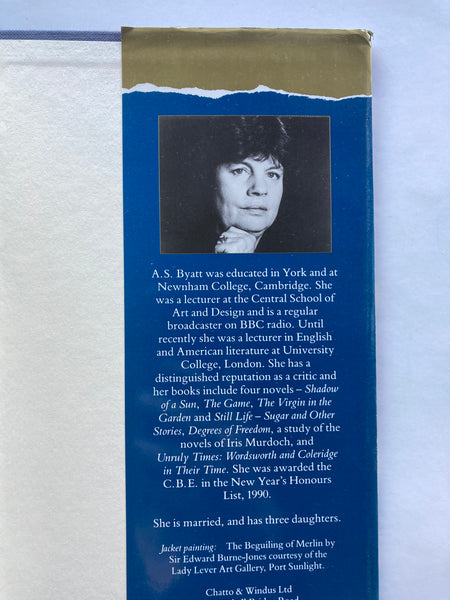 A.S. Byatt was educated in York and at
Newnham College, Cambridge. She
was a lecturer at the Central School of
Art and Design and is a regular
broadcaster on BBC radio. Until
recently she was a lecturer in English
and American literature at University
College, London. She has a
distinguished reputation as a critic and
her books include four novels – Shadow
of a Sun, The Game, The Virgin in the
Garden and Still Life – Sugar and Other
Stories, Degrees of Freedom, a study of the
novels of Iris Murdoch, and
Unruly Times: Wordsworth and Coleridge
in Their Time. She was awarded the
C.B.E. in the New Year's Honours
List, 1990.
She is married, and has three daughters.
Jacket painting: The Beguiling of Merlin by
Sir Edward Burne-Jones courtesy of the
Lady Lever Art Gallery, Port Sunlight.
Chatto & Windus Ltd